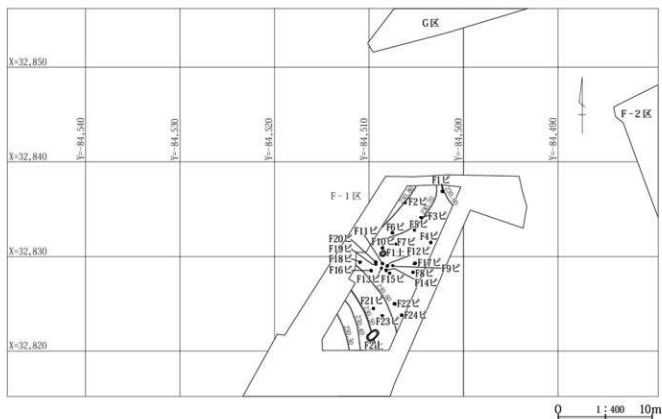 G区
X=32,850
Y=-84,540
Y=-84,530
Y=-84,520
Y=-84,510
Y=-84,500
Y=-84,490
F-2区
X=32,840
F-1区
F1ピ
F2ピ
F3ピ
F5ピ
F6ピ
F11ピ
F4ピ
F20ピ
F10ピ
F7ピ
F19ピ
F1土
F12ピ
X=32,830
F18ピ
F17ピ
F9ピ
F16ピ
F13ピ
F15ピ
F8ピ
F14ピ
F21ピ
F22ピ
F23ピ
F24ピ
F2土
X=32,820
0 1:400 10m